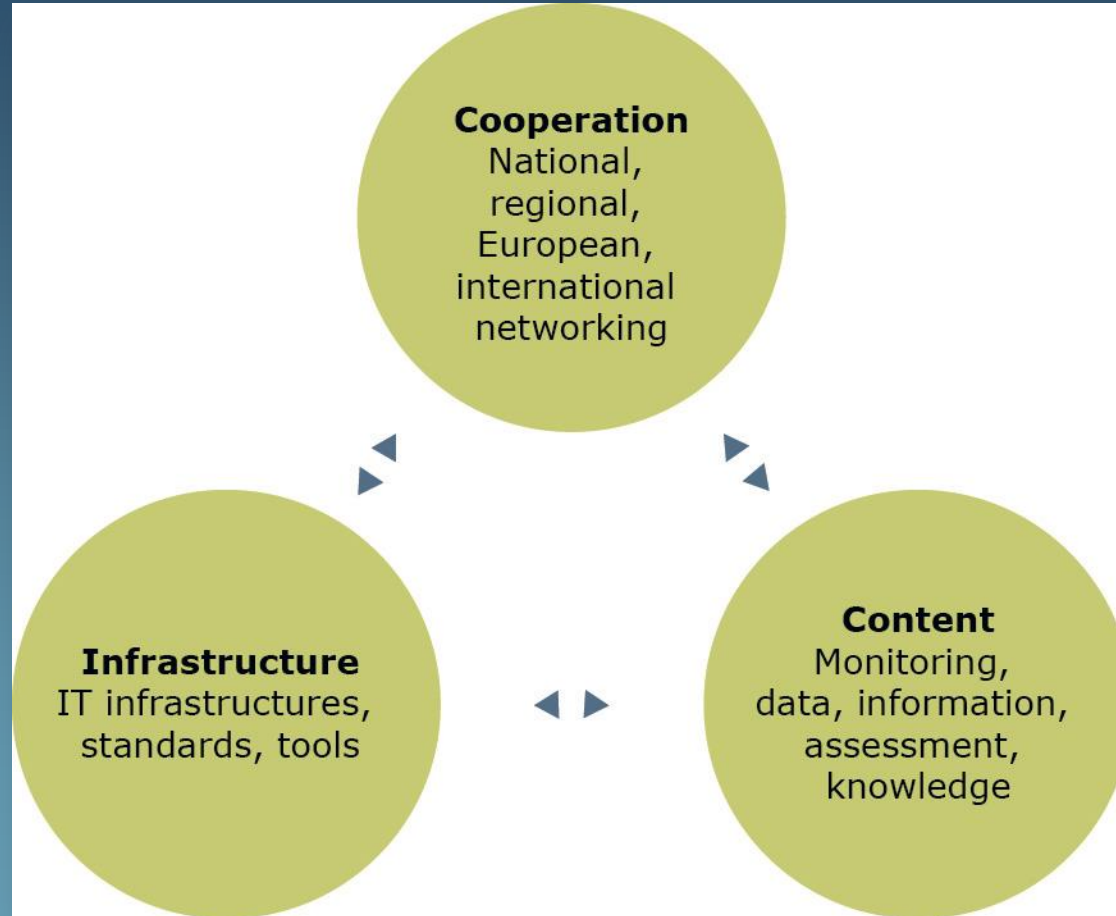 Cooperation
National,
regional,
European,
international
networking
Infrastructure
IT infrastructures,
standards, tools
Content
Monitoring,
data, information,
assessment,
knowledge